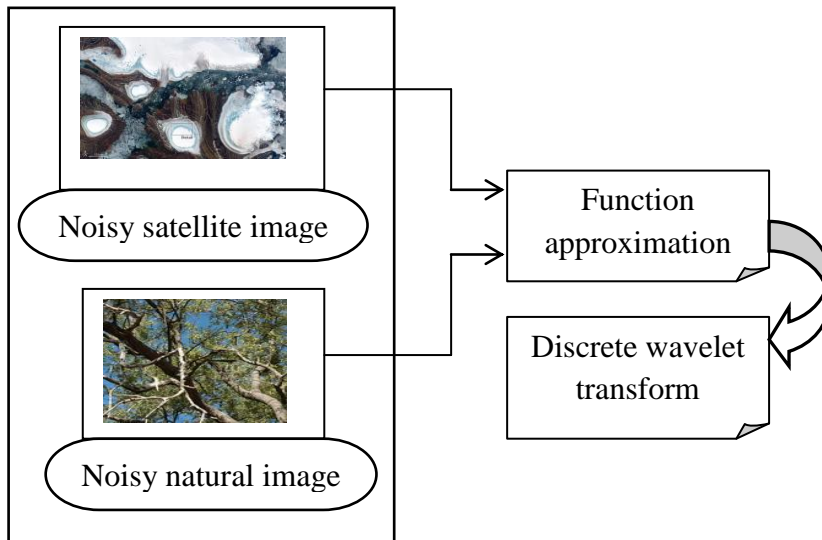 Noisy satellite image
Noisy natural image
Function
approximation
Discrete wavelet
transform